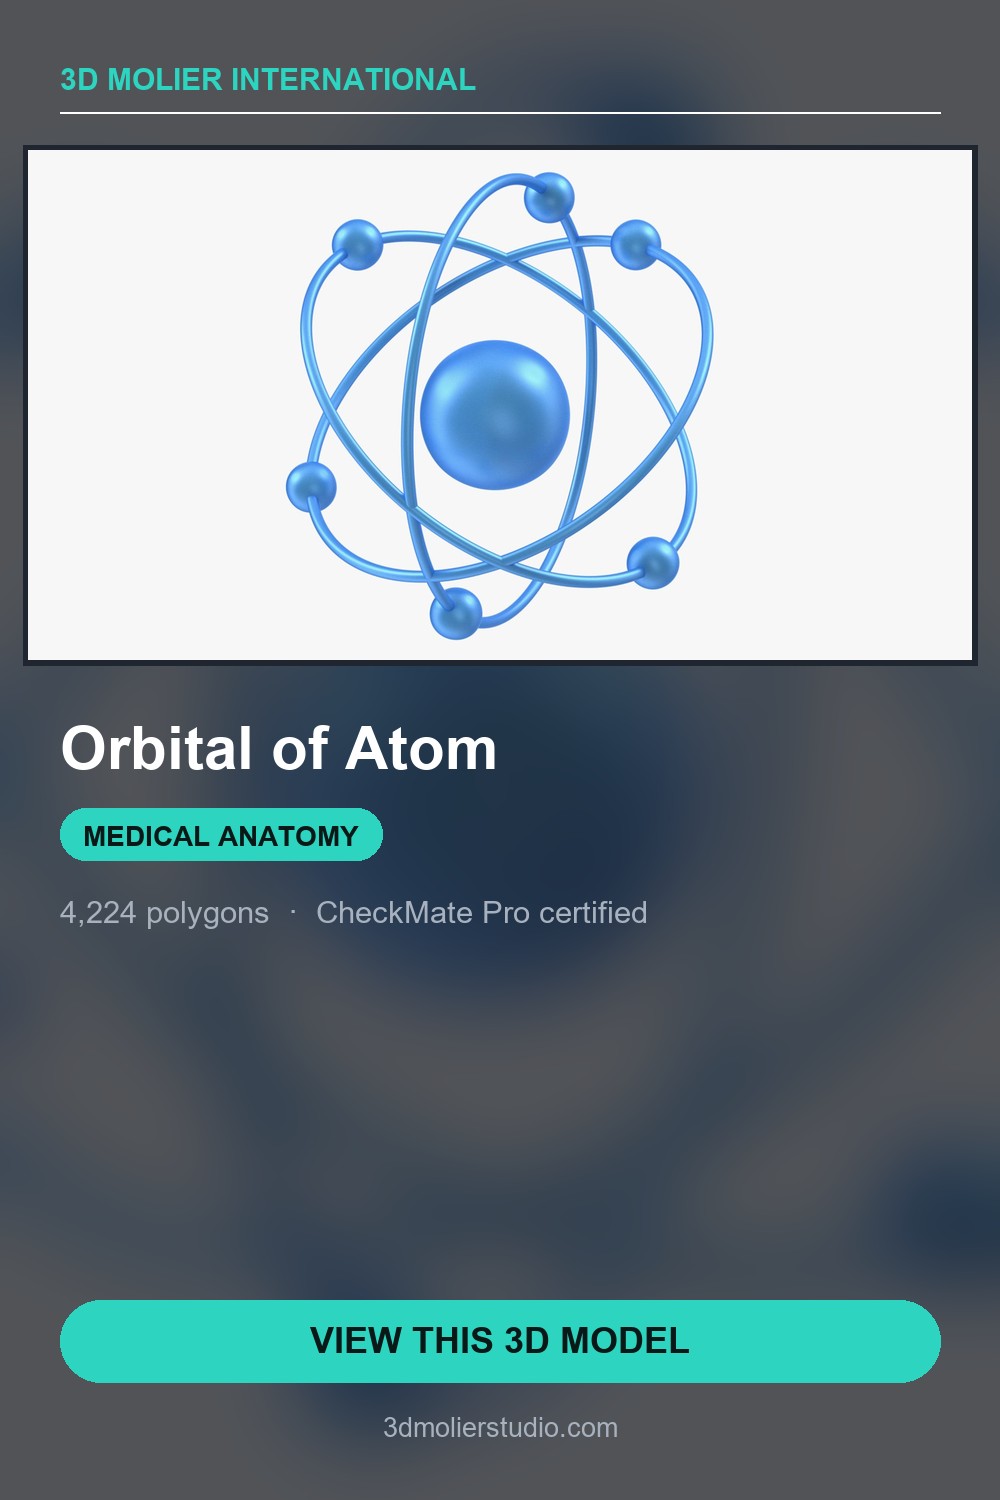 3D MOLIER INTERNATIONAL
Orbital of Atom
MEDICAL ANATOMY
4,224 polygons · CheckMate Pro certified
VIEW THIS 3D MODEL
3dmolierstudio.com